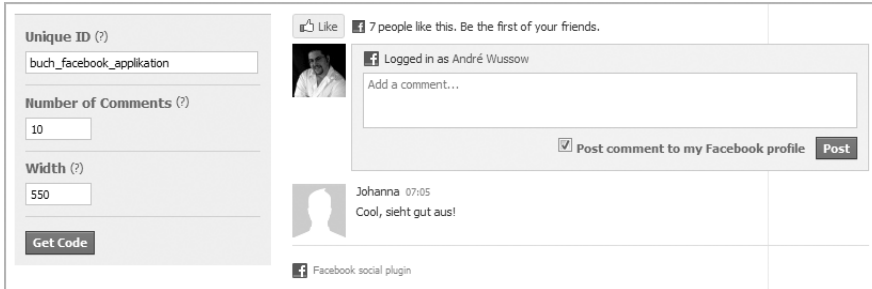 Unique ID (?)
buch_facebook_applikation
Number of Comments (?)
10
Width (?)
550
Get Code
Like
7 people like this. Be the first of your friends.
Logged in as André Wussow
Add a comment...
Post comment to my Facebook profile
Post
Johanna 07:05
Cool, sieht gut aus!
Facebook social plugin